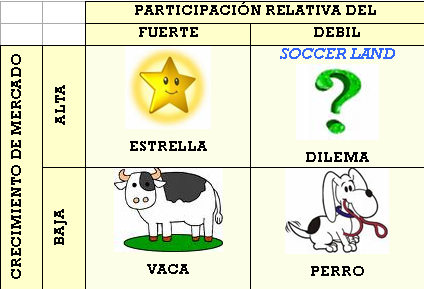 PARTICIPACIÓN RELATIVA DEL
FUERTE
DEBIL
CRECIMIENTO DE MERCADO
ALTA
ESTRELLA
SOCCER LAND
DILEMA
BAJA
VACA
PERRO